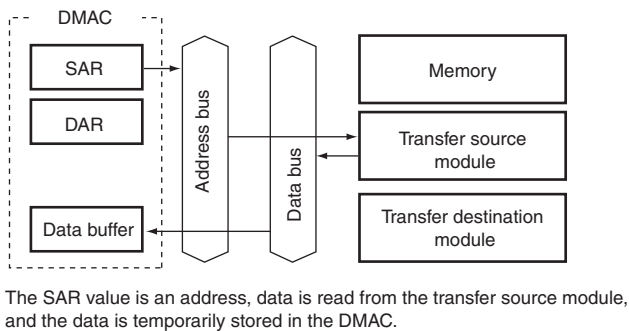 DMAC
SAR
DAR
Data buffer
Address bus
Data bus
Memory
Transfer source
module
Transfer destination
module
The SAR value is an address, data is read from the transfer source module,
and the data is temporarily stored in the DMAC.